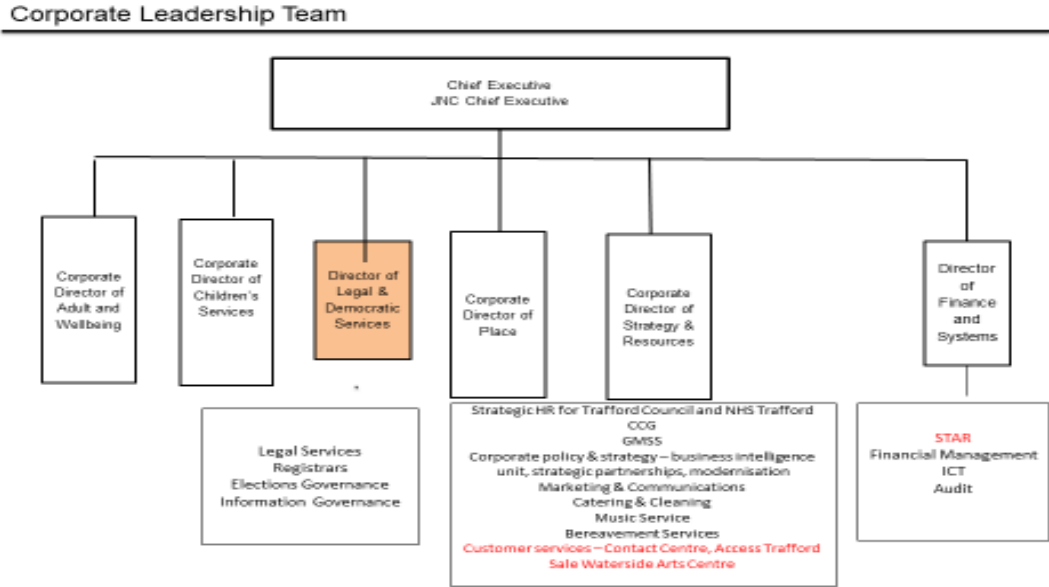 Corporate Leadership Team
Chief Executive
JNC Chief Executive
Corporate
Director of
Adult and
Wellbeing
Corporate
Director of
Children's
Services
Director of
Legal &
Democratic
Services
Corporate
Director of
Place
Corporate
Director of
Strategy &
Resources
Director
of
Finance
and
Systems
Legal Services
Registrars
Elections Governance
Information Governance
Strategic HR for Trafford Council and NHS Trafford
CCG
GMSS
Corporate policy & strategy – business intelligence
unit, strategic partnerships, modernisation
Marketing & Communications
Catering & Cleaning
Music Service
Bereavement Services
Customer services – Contact Centre, Access Trafford
Sale Waterside Arts Centre
STAR
Financial Management
ICT
Audit